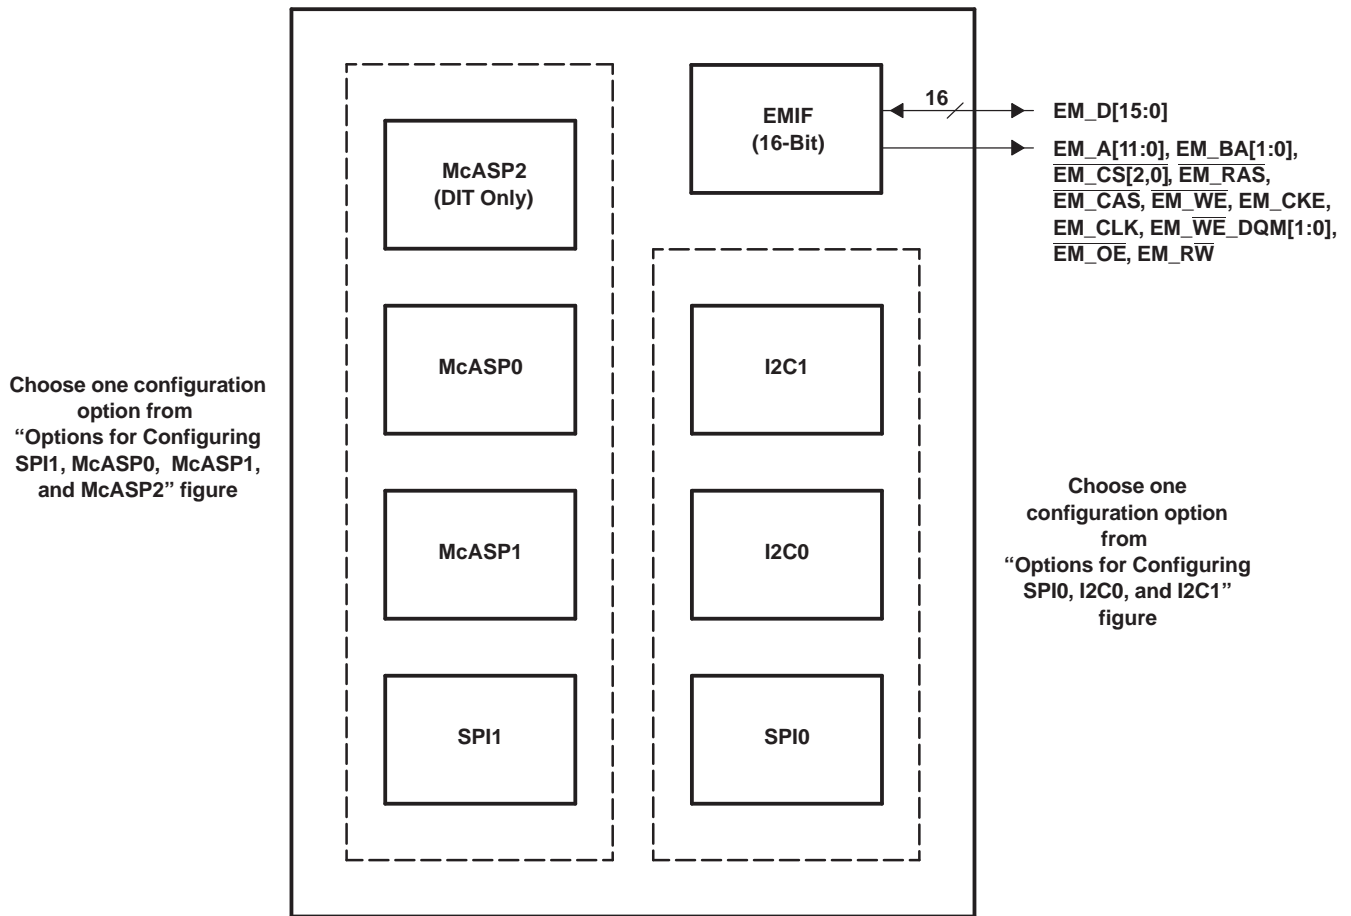 McASP2
(DIT Only)
McASP0
McASP1
SPI1
EMIF
(16-Bit)
I2C1
I2C0
SPI0
16
EM_D[15:0]
EM_A[11:0], EM_BA[1:0],
EM_CS[2,0], EM_RAS,
EM_CAS, EM_WE, EM_CKE,
EM_CLK, EM_WE_DQM[1:0],
EM_OE, EM_RW
Choose one configuration
option from
“Options for Configuring
SPI1, McASP0, McASP1,
and McASP2” figure
Choose one
configuration option
from
“Options for Configuring
SPI0, I2C0, and I2C1”
figure